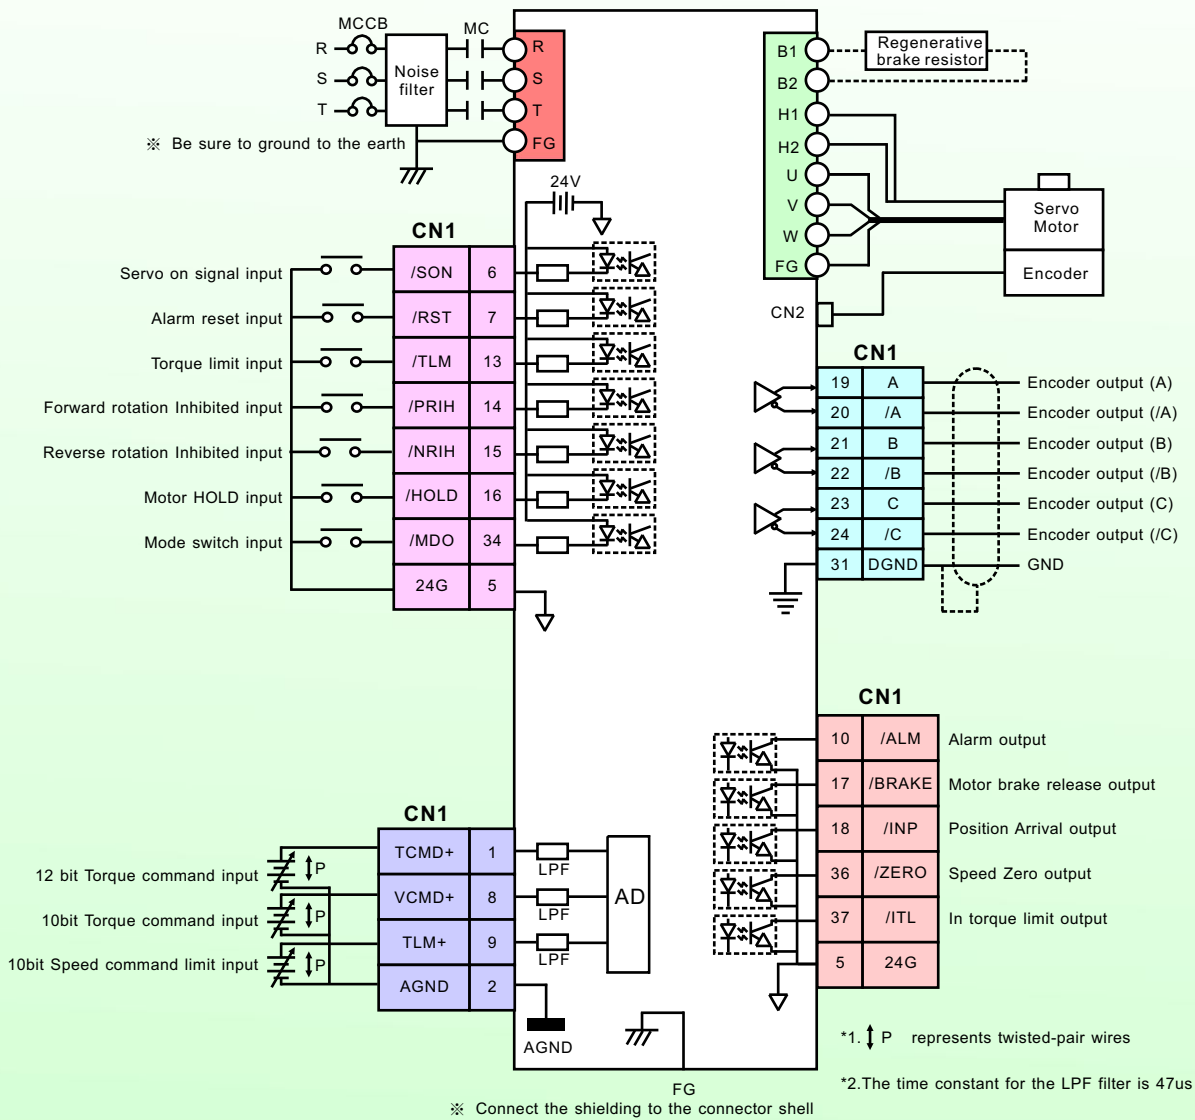 MCCB
MC
R
R
S
S
T
T
FG
Noise
filter
※ Be sure to ground to the earth
B1
B2
H1
H2
U
V
W
FG
Regenerative
brake resistor
Servo
Motor
Encoder
CN2
24V
CN1
Servo on signal input /SON 6
Alarm reset input /RST 7
Torque limit input /TLM 13
Forward rotation Inhibited input /PRIH 14
Reverse rotation Inhibited input /NRIH 15
Motor HOLD input /HOLD 16
Mode switch input /MDO 34
24G 5
CN1
19 A Encoder output (A)
20 /A Encoder output (/A)
21 B Encoder output (B)
22 /B Encoder output (/B)
23 C Encoder output (C)
24 /C Encoder output (/C)
31 DGND GND
CN1
10 /ALM Alarm output
17 /BRAKE Motor brake release output
18 /INP Position Arrival output
36 /ZERO Speed Zero output
37 /ITL In torque limit output
5 24G
CN1
12 bit Torque command input P TCMD+ 1 LPF
10bit Torque command input P VCMD+ 8 LPF
10bit Speed command limit input P TLM+ 9 LPF
AGND 2
AD
AGND
FG
*1. P represents twisted-pair wires
*2.The time constant for the LPF filter is 47us
※ Connect the shielding to the connector shell